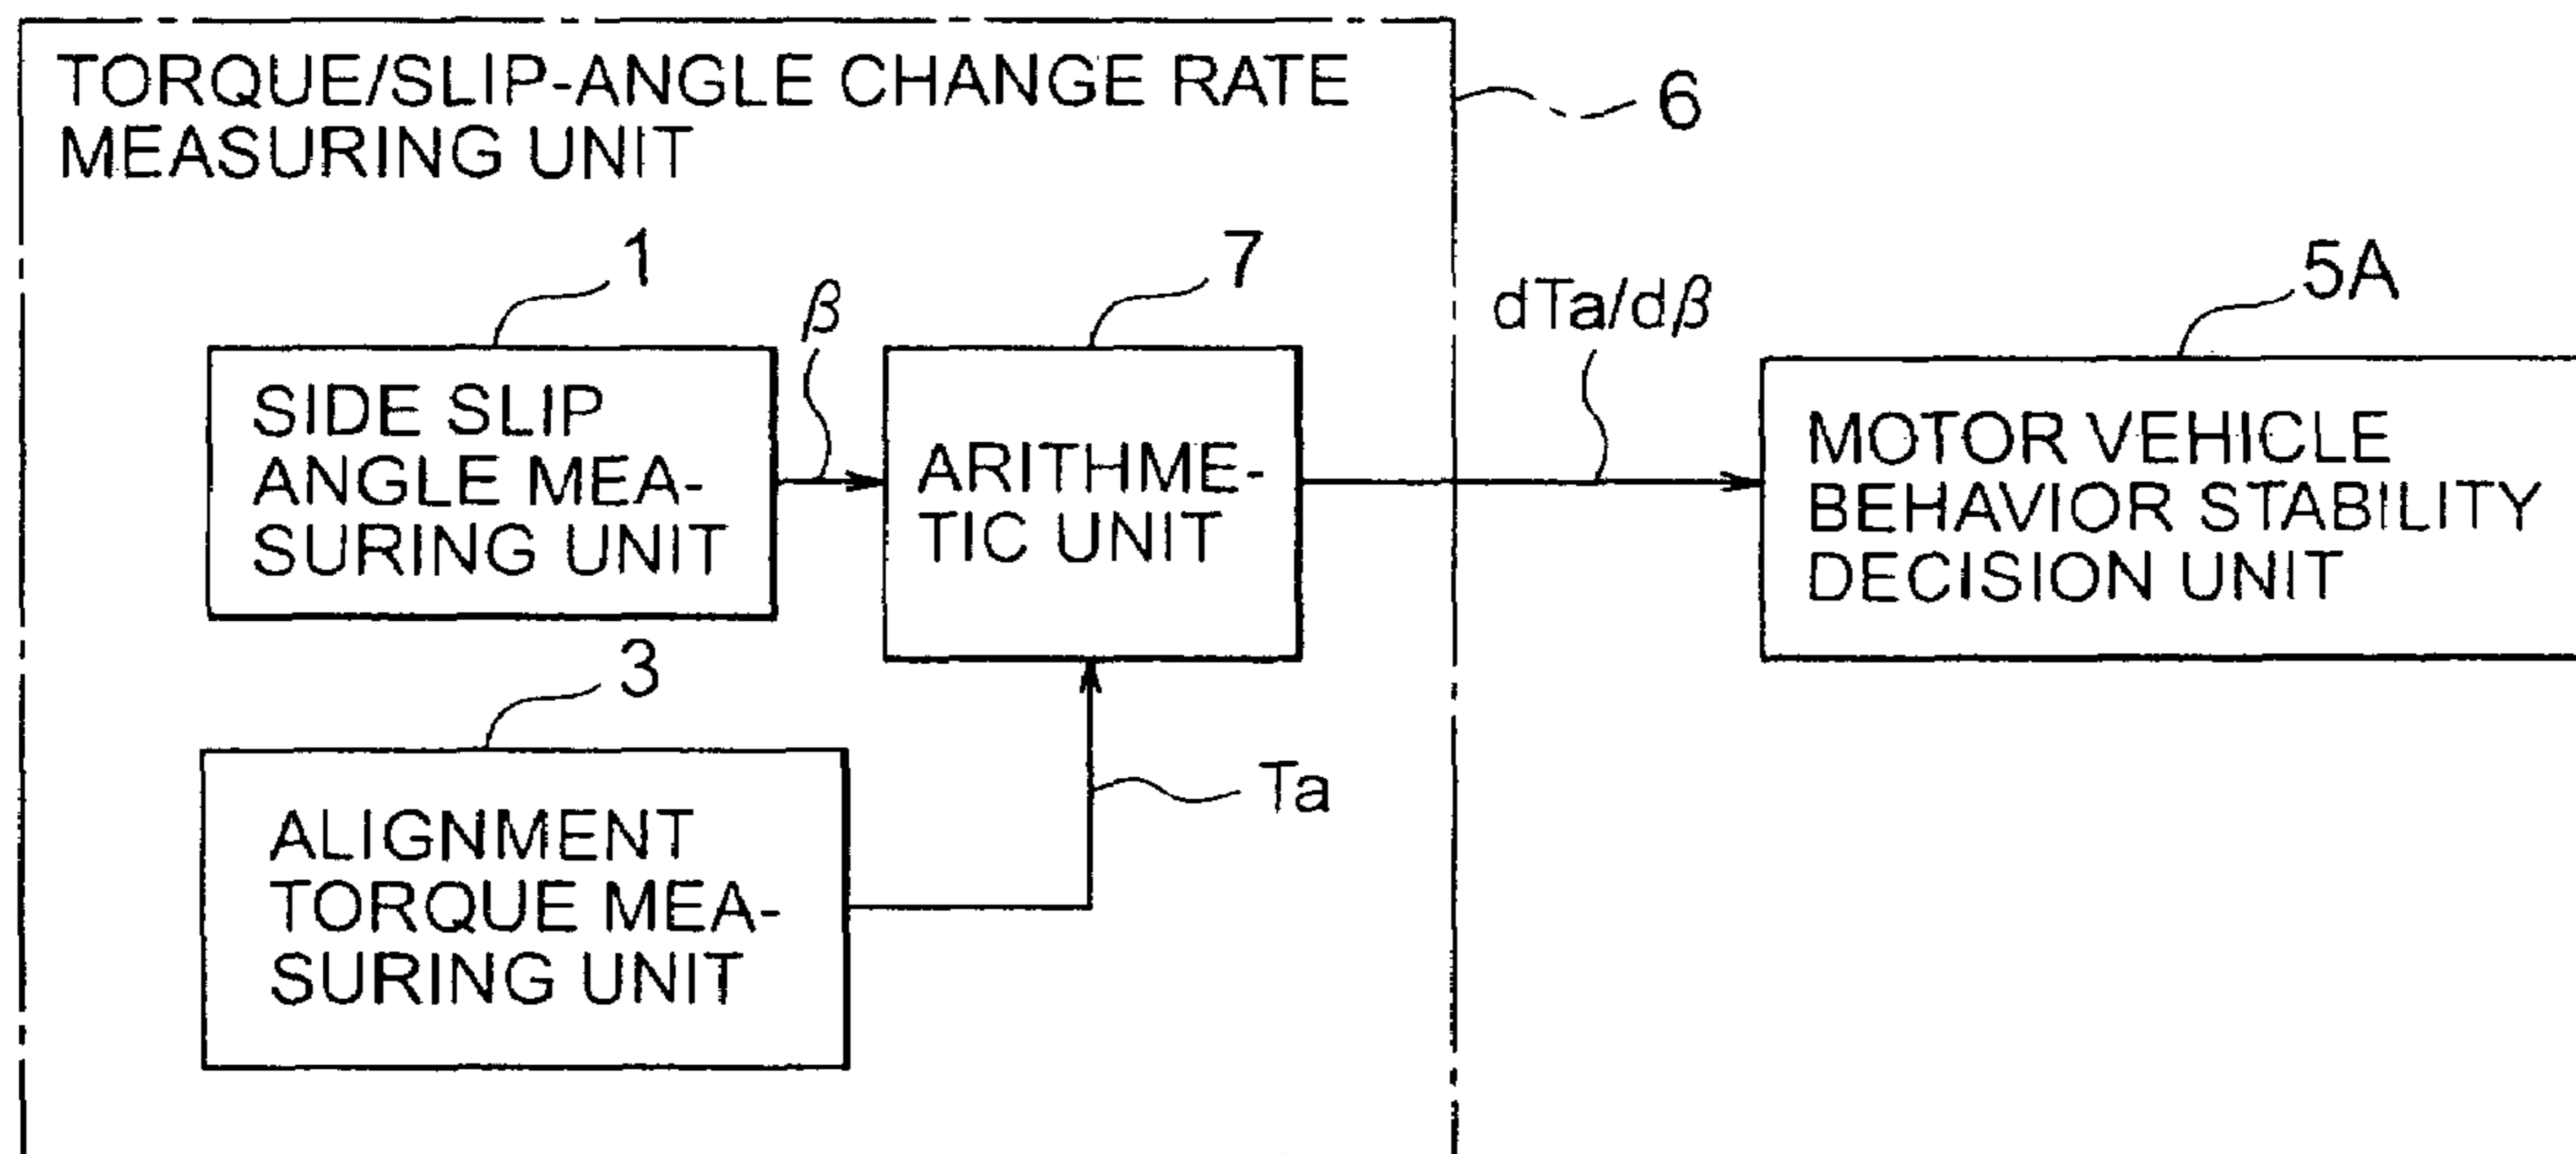 TORQUE/SLIP-ANGLE CHANGE RATE
MEASURING UNIT
6
1
β
7
dTa/dβ
5A
SIDE SLIP
ANGLE MEA-
SURING UNIT
ARITHME-
TIC UNIT
MOTOR VEHICLE
BEHAVIOR STABILITY
DECISION UNIT
3
Ta
ALIGNMENT
TORQUE MEA-
SURING UNIT